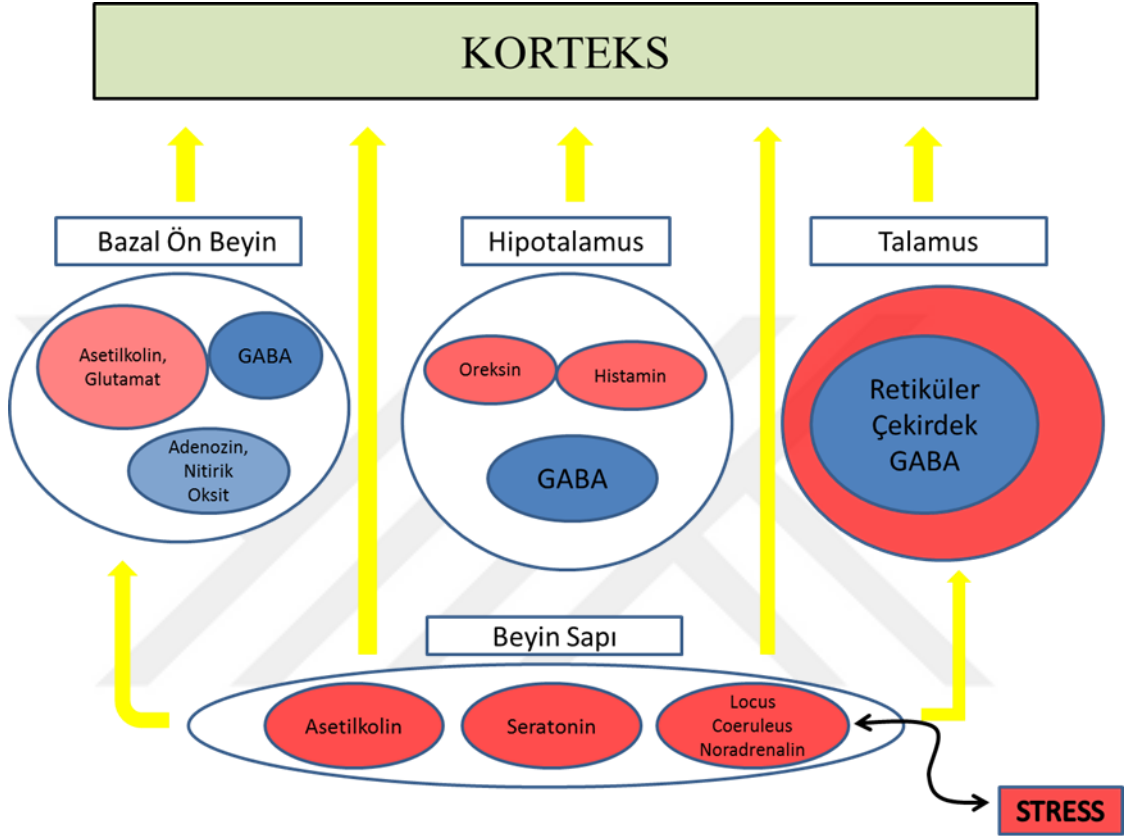 KORTEKS
Bazal Ön Beyin
Hipotalamus
Talamus
Asetilkolin,
Glutamat
GABA
Adenozin,
Nitirik
Oksit
Oreksin
Histamin
GABA
Retiküler
Çekirdek
GABA
Beyin Sapı
Asetilkolin
Seratonin
Locus
Coeruleus
Noradrenalin
STRESS